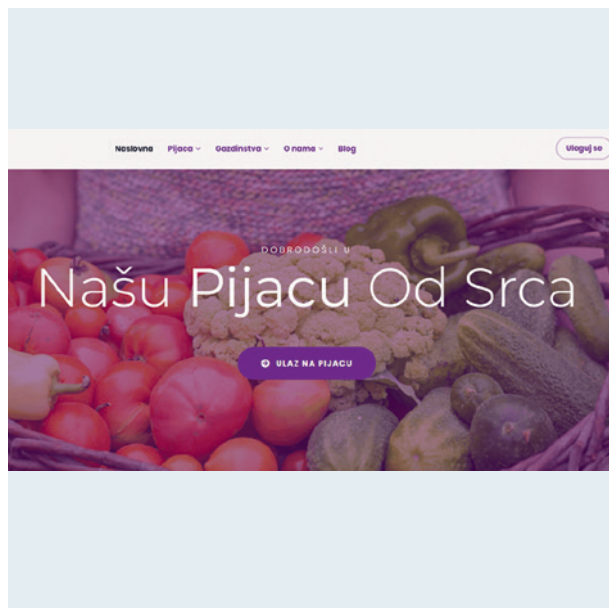 Naslovna Pijaca Gazdinstva O nama Blog Uloguj se
DOBRODOŠLI U
Našu Pijacu Od Srca
ULAZ NA PIJACU